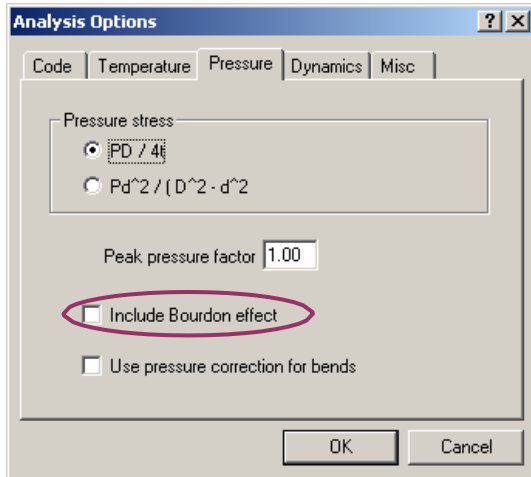 Analysis Options
Code Temperature Pressure Dynamics Misc
Pressure stress
PD / 4t
Pd^2 / ( D^2 - d^2
Peak pressure factor 1.00
Include Bourdon effect
Use pressure correction for bends
OK Cancel